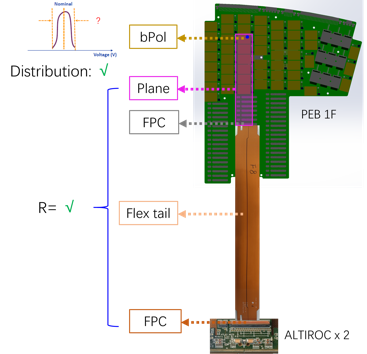 Nominal
?
Voltage (V)
bPol
Distribution: √
Plane
PEB 1F
FPC
R= √
Flex tail
FPC
ALTIROC x 2